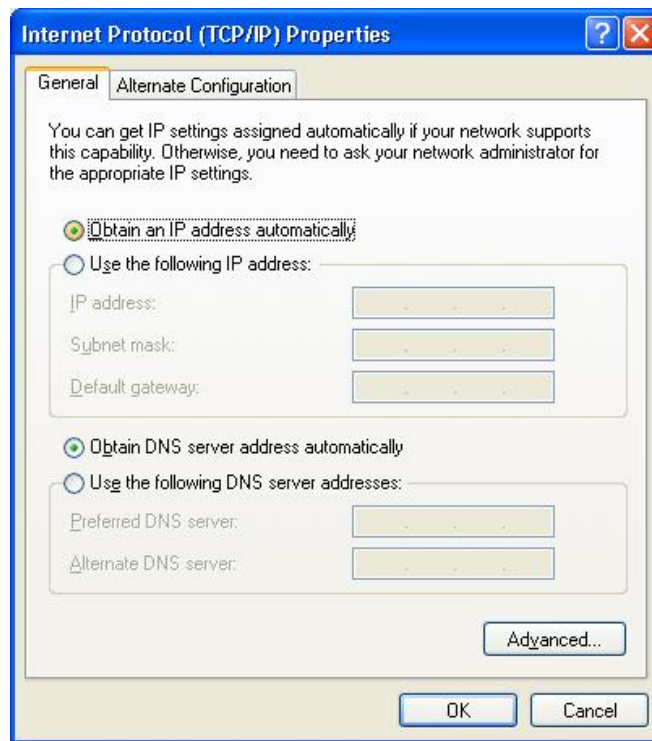 Internet Protocol (TCP/IP) Properties
General
Alternate Configuration
You can get IP settings assigned automatically if your network supports
this capability. Otherwise, you need to ask your network administrator for
the appropriate IP settings.
Obtain an IP address automatically
Use the following IP address:
IP address:
Subnet mask:
Default gateway:
Obtain DNS server address automatically
Use the following DNS server addresses:
Preferred DNS server:
Alternate DNS server:
Advanced...
OK
Cancel